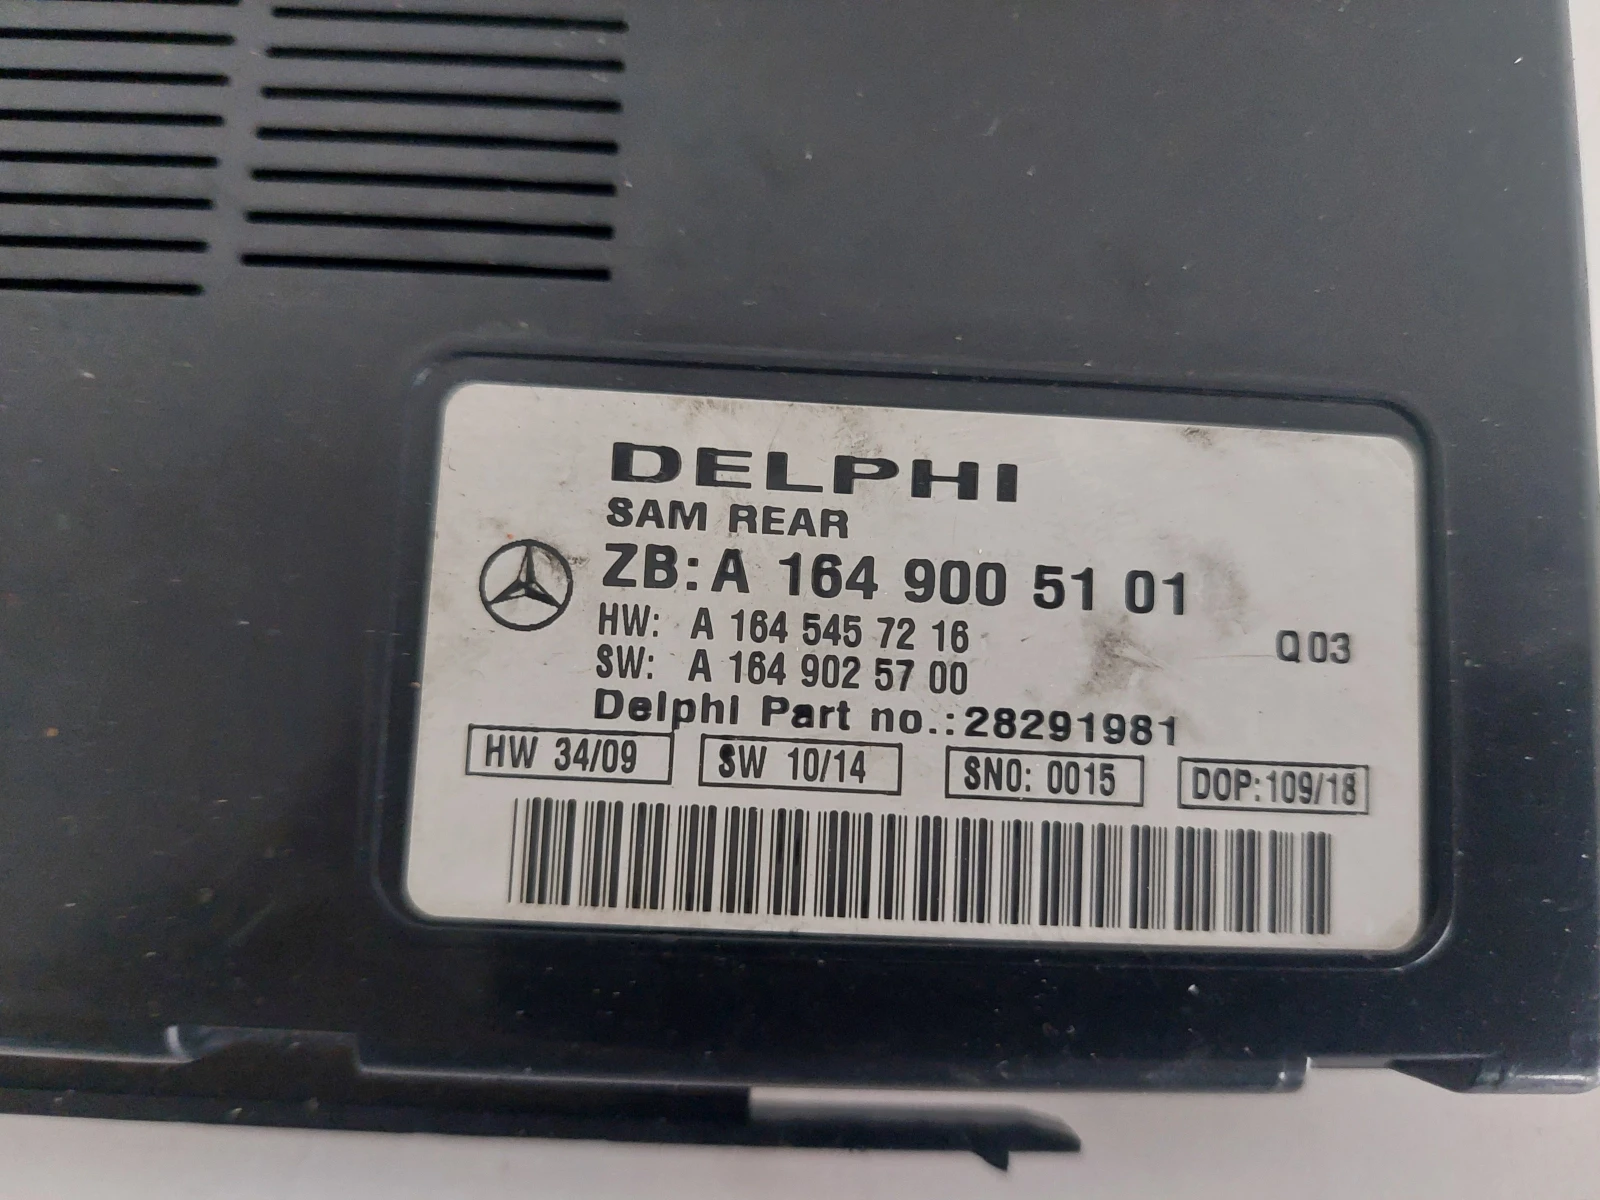 DELPHI
SAM REAR
ZB: A 164 900 51 01
HW: A 164 545 72 16
Q03
SW: A 164 902 57 00
Delphi Part no.:28291981
HW 34/09 SW 10/14 SNO: 0015 DOP:109/18